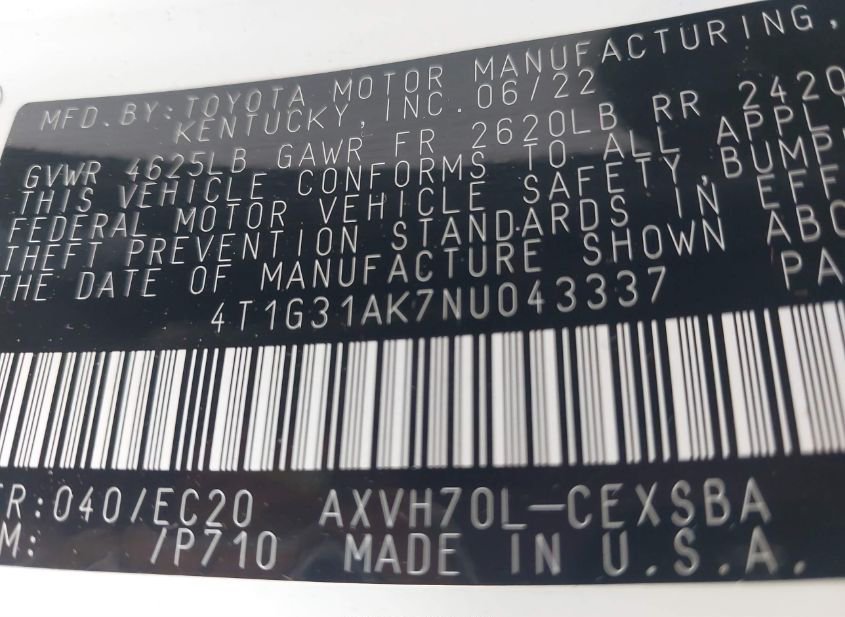 MFD. BY: TOYOTA MOTOR MANUFACTURING,
KENTUCKY, INC. 06/22
GVWR 4625LB GAWR FR 2620LB RR 2420
THIS VEHICLE CONFORMS TO ALL APPL
FEDERAL MOTOR VEHICLE SAFETY, BUMP
THEFT PREVENTION STANDARDS IN EFF
THE DATE OF MANUFACTURE SHOWN ABO
4T1G31AK7NU043337 PA
R:040/EC20 AXVH70L-CEXSBA
M: /P710 MADE IN U.S.A.